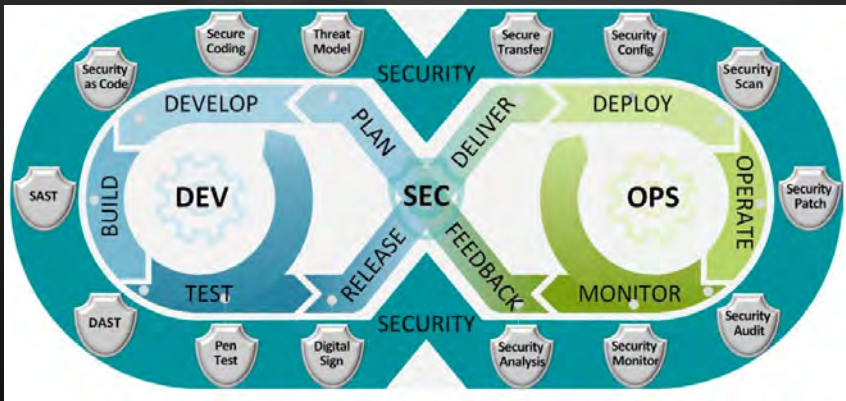 Secure
Coding
Threat
Model
Secure
Transfer
Security
Config
Security
as Code
SECURITY
Security
Scan
DEVELOP
PLAN
DELIVER
DEPLOY
SAST
BUILD
DEV
SEC
OPS
OPERATE
Security
Patch
TEST
RELEASE
FEEDBACK
MONITOR
DAST
SECURITY
Security
Audit
Pen
Test
Digital
Sign
Security
Analysis
Security
Monitor